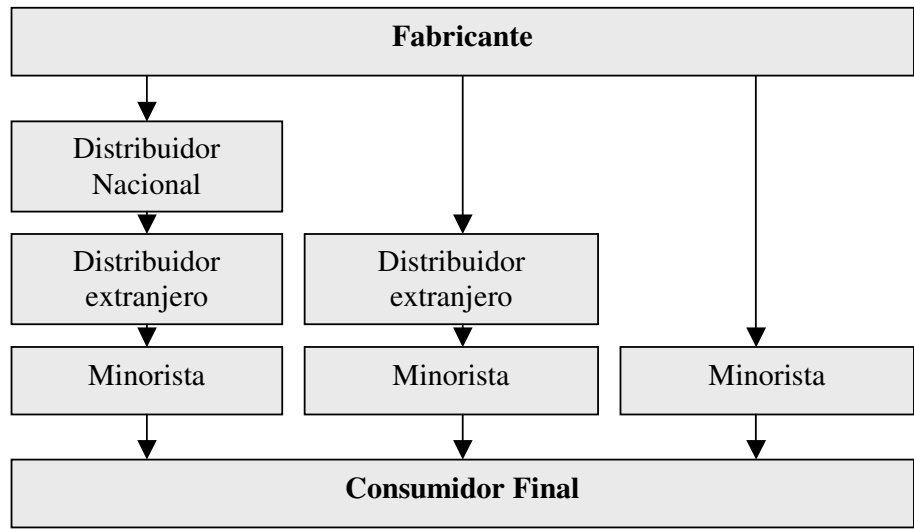 Fabricante
Distribuidor
Nacional
Distribuidor
extranjero
Distribuidor
extranjero
Minorista
Minorista
Minorista
Consumidor Final